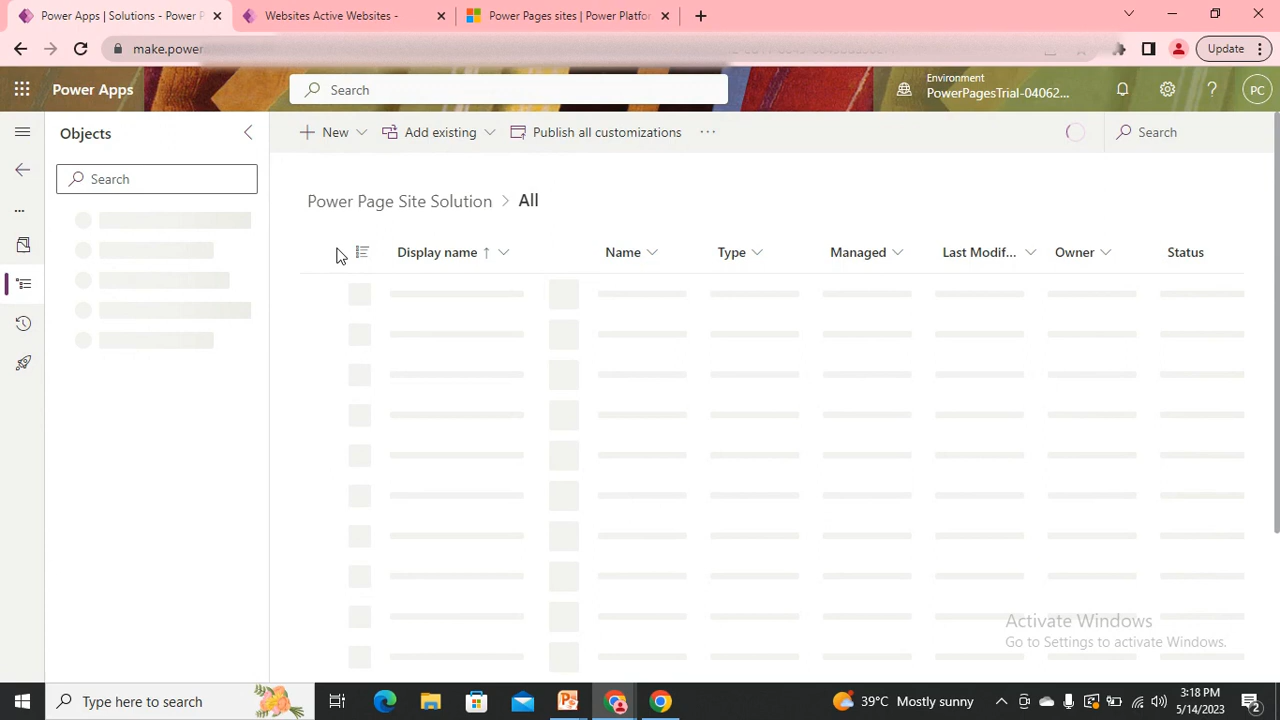 Power Apps | Solutions - Power P
Websites Active Websites -
Power Pages sites | Power Platfo
make.power
Update
Power Apps
Search
Environment
PowerPagesTrial-04062...
PC
Objects
New
Add existing
Publish all customizations
Search
Search
Power Page Site Solution > All
Display name
Name
Type
Managed
Last Modif...
Owner
Status
Activate Windows
Go to Settings to activate Windows.
Type here to search
39°C Mostly sunny
3:18 PM
5/14/2023
2